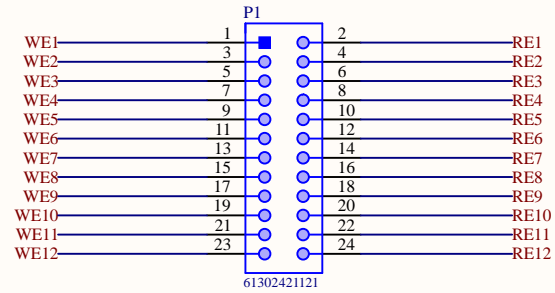 P1
WE1 1 2 RE1
WE2 3 4 RE2
WE3 5 6 RE3
WE4 7 8 RE4
WE5 9 10 RE5
WE6 11 12 RE6
WE7 13 14 RE7
WE8 15 16 RE8
WE9 17 18 RE9
WE10 19 20 RE10
WE11 21 22 RE11
WE12 23 24 RE12
61302421121